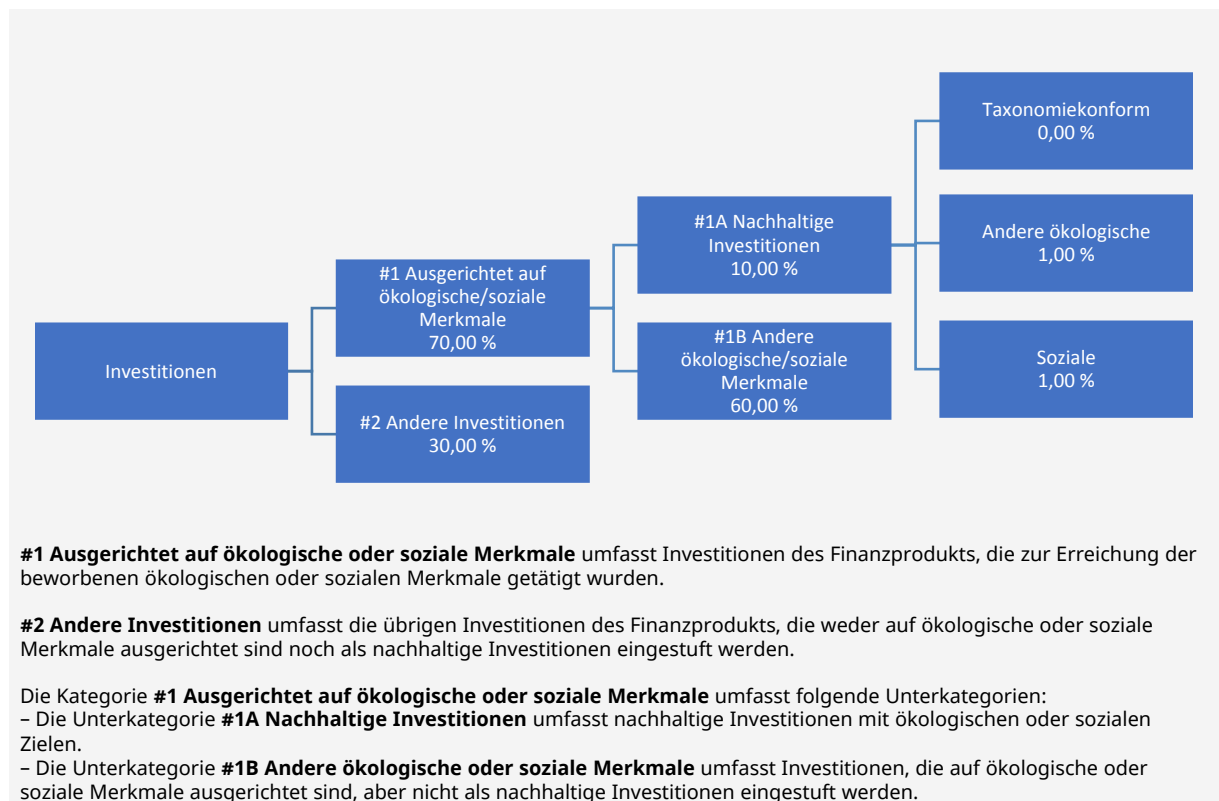 Taxonomiekonform
0,00 %
#1A Nachhaltige
Investitionen
10,00 %
Andere ökologische
1,00 %
#1 Ausgerichtet auf
ökologische/soziale
Merkmale
70,00 %
Investitionen
#1B Andere
ökologische/soziale
Merkmale
60,00 %
Soziale
1,00 %
#2 Andere Investitionen
30,00 %
#1 Ausgerichtet auf ökologische oder soziale Merkmale umfasst Investitionen des Finanzprodukts, die zur Erreichung der
beworbenen ökologischen oder sozialen Merkmale getätigt wurden.
#2 Andere Investitionen umfasst die übrigen Investitionen des Finanzprodukts, die weder auf ökologische oder soziale
Merkmale ausgerichtet sind noch als nachhaltige Investitionen eingestuft werden.
Die Kategorie #1 Ausgerichtet auf ökologische oder soziale Merkmale umfasst folgende Unterkategorien:
– Die Unterkategorie #1A Nachhaltige Investitionen umfasst nachhaltige Investitionen mit ökologischen oder sozialen
Zielen.
– Die Unterkategorie #1B Andere ökologische oder soziale Merkmale umfasst Investitionen, die auf ökologische oder
soziale Merkmale ausgerichtet sind, aber nicht als nachhaltige Investitionen eingestuft werden.